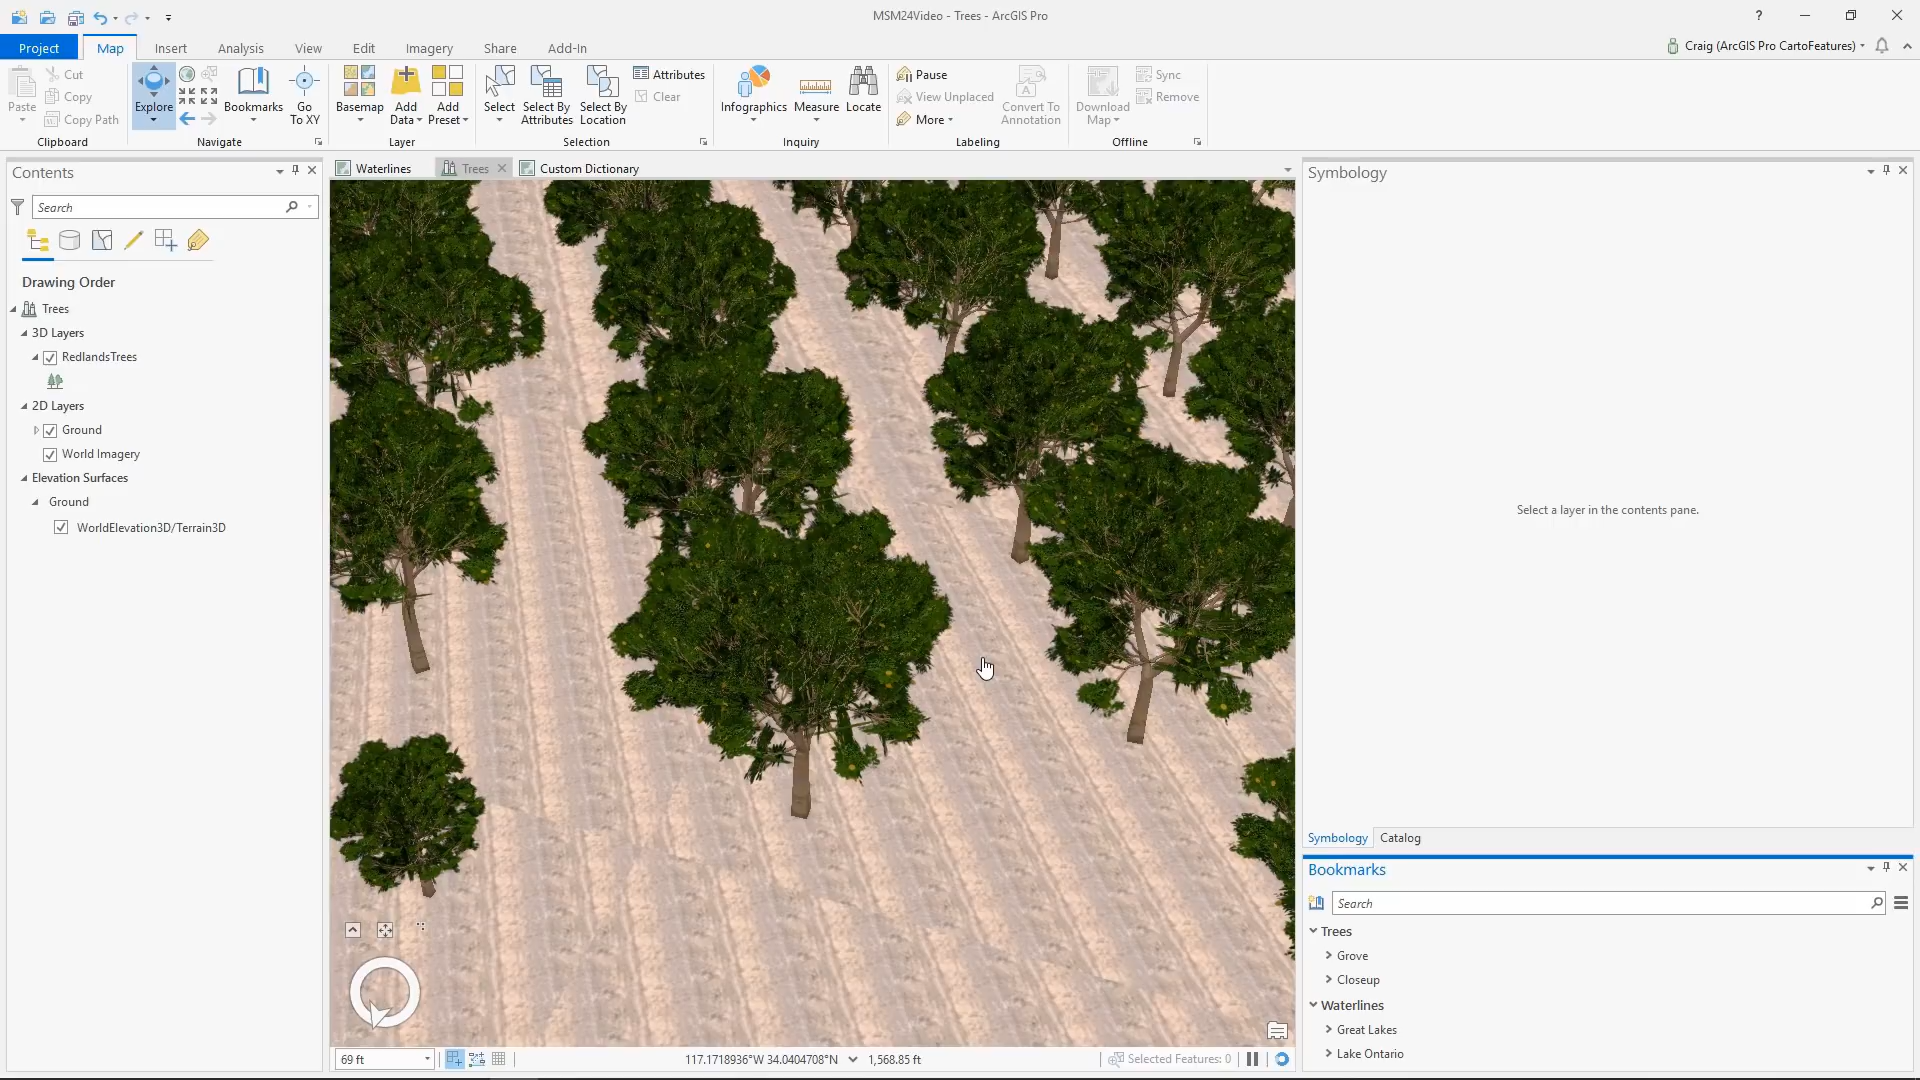 MSM24Video - Trees - ArcGIS Pro
?
Project Map Insert Analysis View Edit Imagery Share Add-In
Craig (ArcGIS Pro CartoFeatures)
Paste
Cut
Copy
Copy Path
Clipboard
Explore
Bookmarks
Go To XY
Navigate
Basemap
Add Data
Add Preset
Layer
Select
Select By Attributes
Select By Location
Attributes
Clear
Selection
Infographics
Measure
Locate
Inquiry
Pause
View Unplaced
More
Convert To Annotation
Labeling
Download Map
Sync
Remove
Offline
Contents
Search
Drawing Order
Trees
3D Layers
RedlandsTrees
2D Layers
Ground
World Imagery
Elevation Surfaces
Ground
WorldElevation3D/Terrain3D
Waterlines Trees Custom Dictionary
69 ft
117.1718936°W 34.0404708°N
1,568.85 ft
Selected Features: 0
Symbology
Select a layer in the contents pane.
Symbology Catalog
Bookmarks
Search
Trees
Grove
Closeup
Waterlines
Great Lakes
Lake Ontario